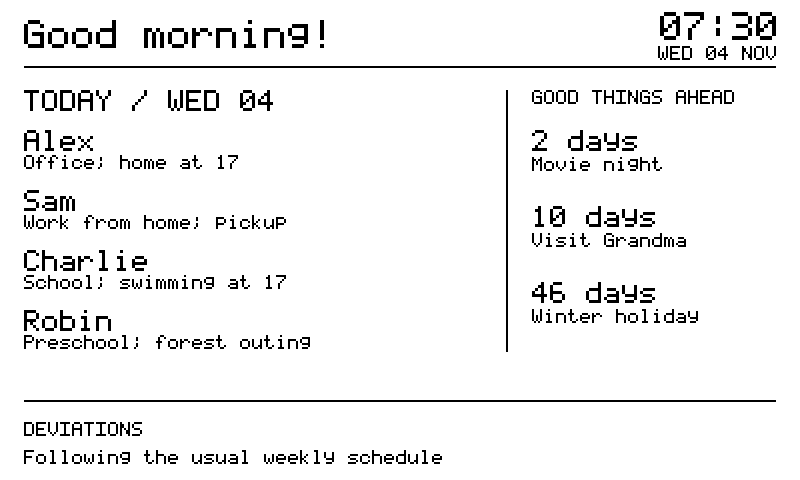 Good morning!
07:30
WED 04 NOV
TODAY / WED 04
Alex
Office; home at 17
Sam
Work from home; pickup
Charlie
School; swimming at 17
Robin
Preschool; forest outing
GOOD THINGS AHEAD
2 days
Movie night
10 days
Visit Grandma
46 days
Winter holiday
DEVIATIONS
Following the usual weekly schedule